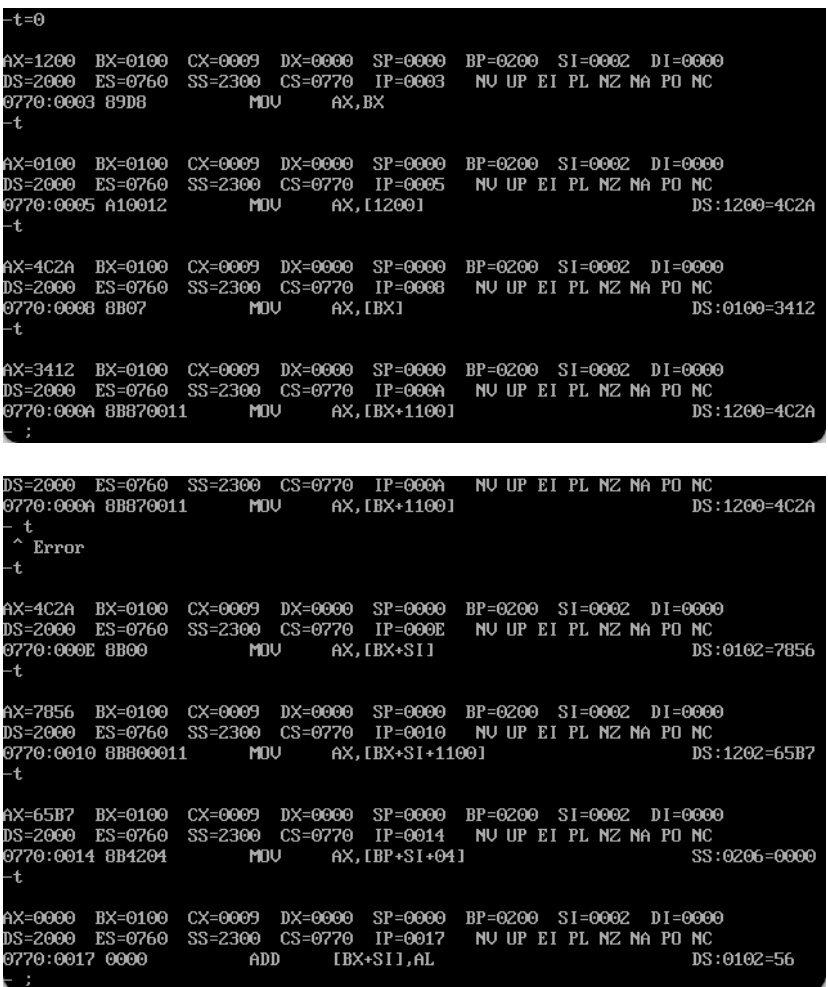 -t=0
AX=1200 BX=0100 CX=0009 DX=0000 SP=0000 BP=0200 SI=0002 DI=0000
DS=2000 ES=0760 SS=2300 CS=0770 IP=0003 NV UP EI PL NZ NA PO NC
0770:0003 89D8 MOV AX,BX
-t
AX=0100 BX=0100 CX=0009 DX=0000 SP=0000 BP=0200 SI=0002 DI=0000
DS=2000 ES=0760 SS=2300 CS=0770 IP=0005 NV UP EI PL NZ NA PO NC
0770:0005 A10012 MOV AX,[1200] DS:1200=4C2A
-t
AX=4C2A BX=0100 CX=0009 DX=0000 SP=0000 BP=0200 SI=0002 DI=0000
DS=2000 ES=0760 SS=2300 CS=0770 IP=0008 NV UP EI PL NZ NA PO NC
0770:0008 8B07 MOV AX,[BX] DS:0100=3412
-t
AX=3412 BX=0100 CX=0009 DX=0000 SP=0000 BP=0200 SI=0002 DI=0000
DS=2000 ES=0760 SS=2300 CS=0770 IP=000A NV UP EI PL NZ NA PO NC
0770:000A 8B870011 MOV AX,[BX+1100] DS:1200=4C2A
- ;
DS=2000 ES=0760 SS=2300 CS=0770 IP=000A NV UP EI PL NZ NA PO NC
0770:000A 8B870011 MOV AX,[BX+1100] DS:1200=4C2A
- t
^ Error
-t
AX=4C2A BX=0100 CX=0009 DX=0000 SP=0000 BP=0200 SI=0002 DI=0000
DS=2000 ES=0760 SS=2300 CS=0770 IP=000E NV UP EI PL NZ NA PO NC
0770:000E 8B00 MOV AX,[BX+SI] DS:0102=7856
-t
AX=7856 BX=0100 CX=0009 DX=0000 SP=0000 BP=0200 SI=0002 DI=0000
DS=2000 ES=0760 SS=2300 CS=0770 IP=0010 NV UP EI PL NZ NA PO NC
0770:0010 8B800011 MOV AX,[BX+SI+1100] DS:1202=65B7
-t
AX=65B7 BX=0100 CX=0009 DX=0000 SP=0000 BP=0200 SI=0002 DI=0000
DS=2000 ES=0760 SS=2300 CS=0770 IP=0014 NV UP EI PL NZ NA PO NC
0770:0014 8B4204 MOV AX,[BP+SI+04] SS:0206=0000
-t
AX=0000 BX=0100 CX=0009 DX=0000 SP=0000 BP=0200 SI=0002 DI=0000
DS=2000 ES=0760 SS=2300 CS=0770 IP=0017 NV UP EI PL NZ NA PO NC
0770:0017 0000 ADD [BX+SI],AL DS:0102=56
- ;